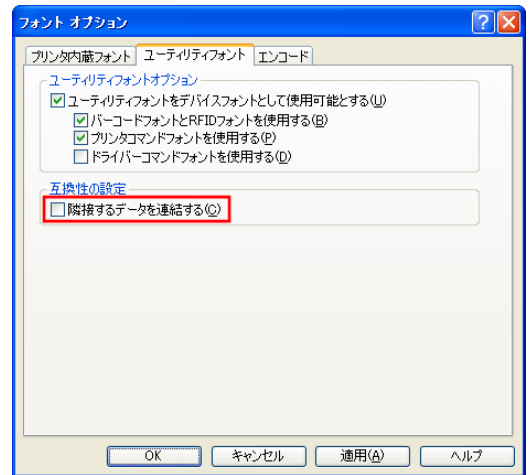 フォント オプション
プリンタ内蔵フォント ユーティリティフォント エンコード
ユーティリティフォントオプション
ユーティリティフォントをデバイスフォントとして使用可能とする(U)
バーコードフォントとRFIDフォントを使用する(B)
プリンタコマンドフォントを使用する(P)
ドライバーコマンドフォントを使用する(D)
互換性の設定
隣接するデータを連結する(C)
OK キャンセル 適用(A) ヘルプ